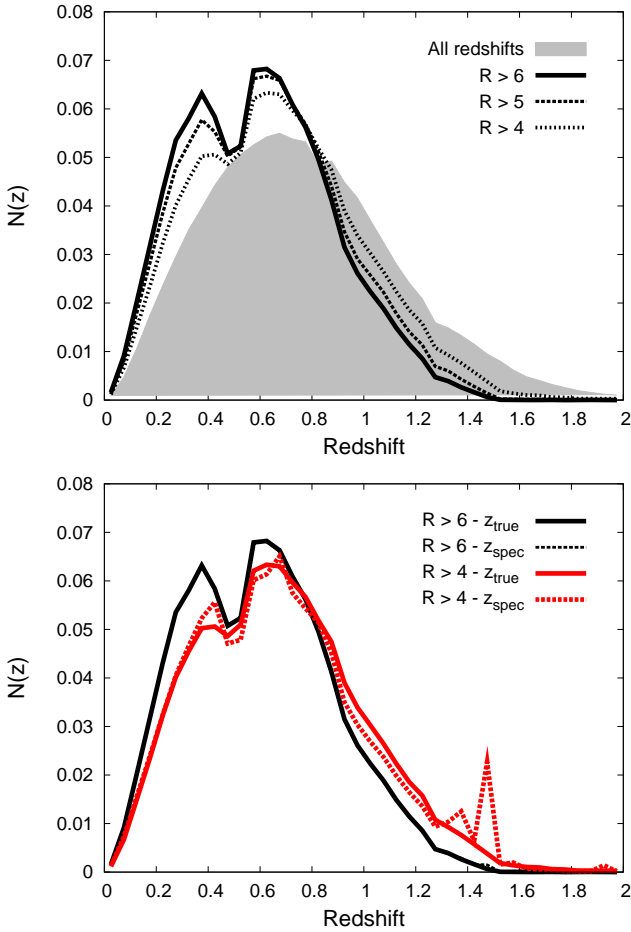 0.08
0.07
0.06
0.05
0.04
0.03
0.02
0.01
0
N(z)
All redshifts
R > 6
R > 5
R > 4
0 0.2 0.4 0.6 0.8 1 1.2 1.4 1.6 1.8 2
Redshift
0.08
0.07
0.06
0.05
0.04
0.03
0.02
0.01
0
N(z)
R > 6 - z_true
R > 6 - z_spec
R > 4 - z_true
R > 4 - z_spec
0 0.2 0.4 0.6 0.8 1 1.2 1.4 1.6 1.8 2
Redshift